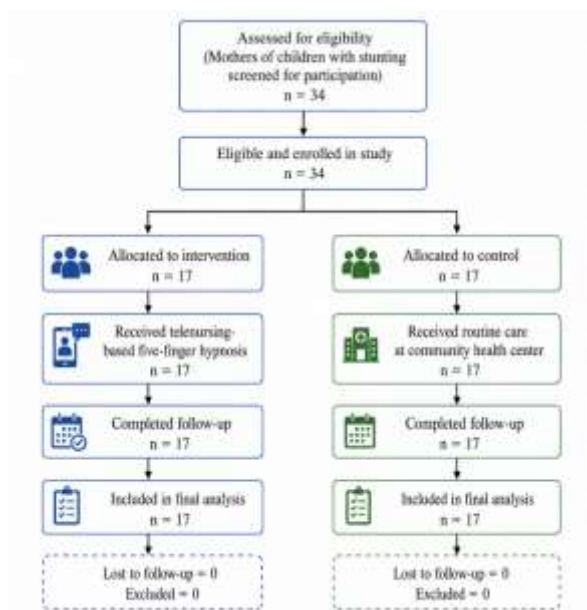 Assessed for eligibility
(Mothers of children with stunting
screened for participation)
n = 34
Eligible and enrolled in study
n = 34
Allocated to intervention
n = 17
Received telenursing-
based five-finger hypnosis
n = 17
Completed follow-up
n = 17
Included in final analysis
n = 17
Lost to follow-up = 0
Excluded = 0
Allocated to control
n = 17
Received routine care
at community health center
n = 17
Completed follow-up
n = 17
Included in final analysis
n = 17
Lost to follow-up = 0
Excluded = 0